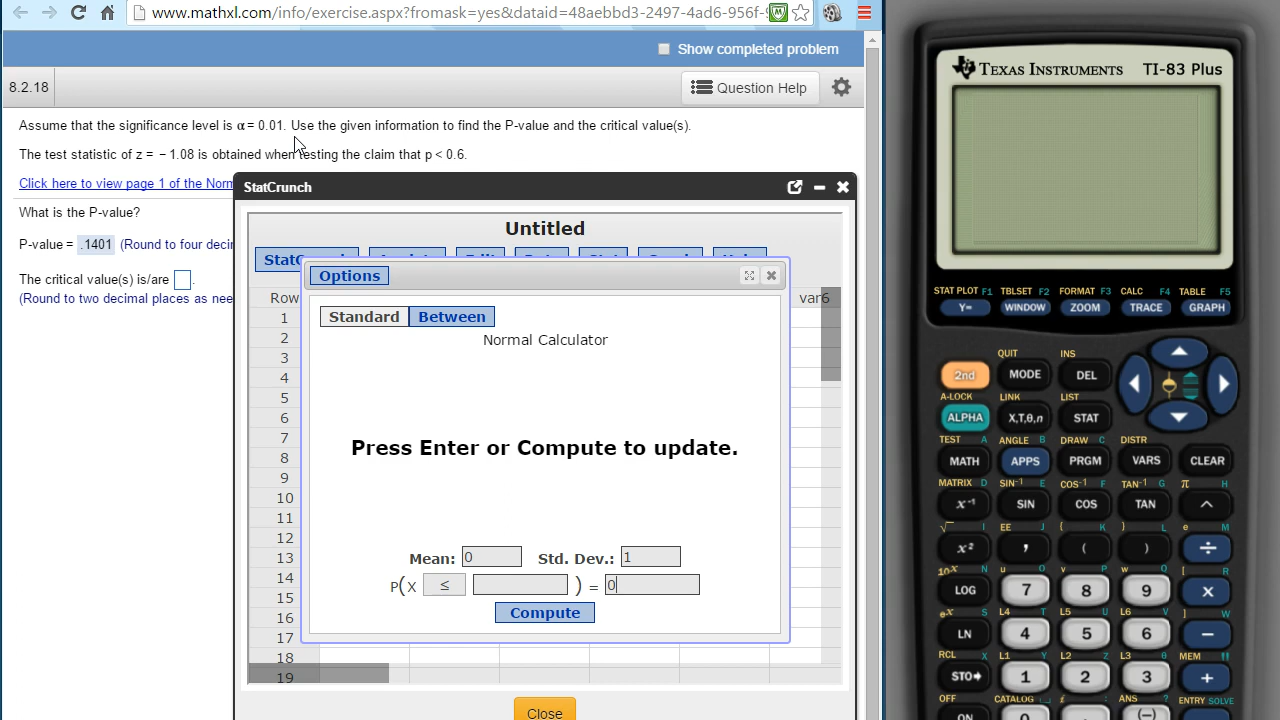 www.mathxl.com/info/exercise.aspx?fromask=yes&dataid=48aebbd3-2497-4ad6-956f-
Show completed problem
8.2.18
Question Help
Assume that the significance level is α = 0.01. Use the given information to find the P-value and the critical value(s).
The test statistic of z = − 1.08 is obtained when testing the claim that p < 0.6.
Click here to view page 1 of the Norm
What is the P-value?
P-value = .1401 (Round to four decin
The critical value(s) is/are .
(Round to two decimal places as nee
StatCrunch
Untitled
StatC
Options
Row
var6
Standard Between
Normal Calculator
Press Enter or Compute to update.
Mean: 0 Std. Dev.: 1
P(X ≤ ) = 0
Compute
1
2
3
4
5
6
7
8
9
10
11
12
13
14
15
16
17
18
19
Close
TEXAS INSTRUMENTS TI-83 Plus
STAT PLOT F1 TBLSET F2 FORMAT F3 CALC F4 TABLE F5
Y= WINDOW ZOOM TRACE GRAPH
QUIT INS
2nd MODE DEL
A-LOCK LINK LIST
ALPHA X,T,θ,n STAT
TEST A ANGLE B DRAW C DISTR
MATH APPS PRGM VARS CLEAR
MATRIX D SIN⁻¹ E COS⁻¹ F TAN⁻¹ G π H
x⁻¹ SIN COS TAN ^
√ I EE J { K } L e M
x² , ( ) ÷
10ˣ N u O v P w Q [ R
LOG 7 8 9 ×
eˣ S L4 T L5 U L6 V ] W
LN 4 5 6 −
RCL X L1 Y L2 Z L3 θ MEM "
STO➔ 1 2 3 +
OFF CATALOG i : ANS ? ENTRY SOLVE
ON 0 . (−)